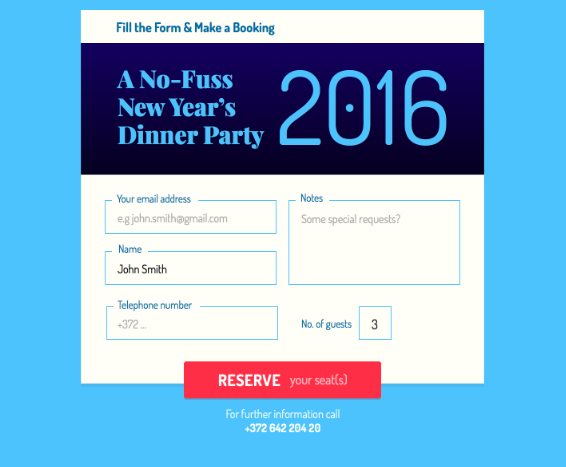 Fill the Form & Make a Booking
A No-Fuss
New Year's
Dinner Party
2016
Your email address
e.g john.smith@gmail.com
Notes
Some special requests?
Name
John Smith
Telephone number
+372 ...
No. of guests
3
RESERVE your seat(s)
For further information call
+372 642 204 20